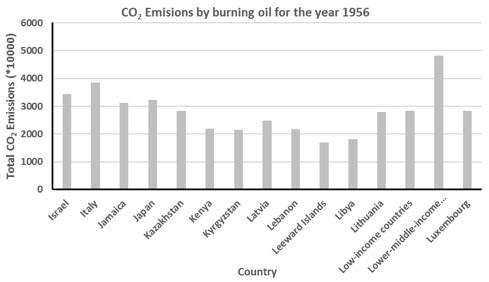 CO₂ Emisions by burning oil for the year 1956
Total CO₂ Emissions (*10000)
6000
5000
4000
3000
2000
1000
0
Israel
Italy
Jamaica
Japan
Kazakhstan
Kenya
Kyrgyzstan
Latvia
Lebanon
Leeward Islands
Libya
Lithuania
Low-income countries
Lower-middle-income...
Luxembourg
Country